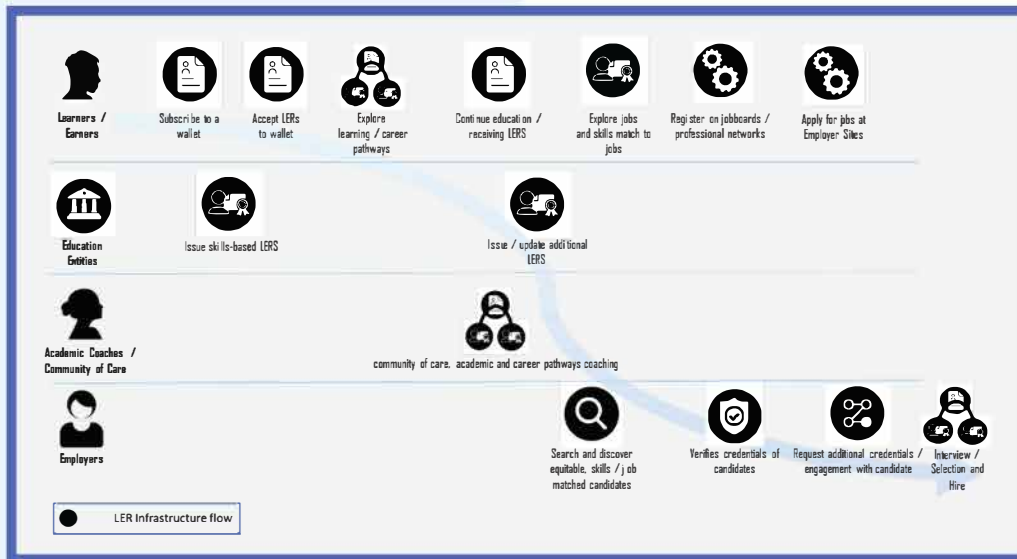 Learners /
Earners
Subscribe to a
wallet
Accept LERs
to wallet
Explore
learning / career
pathways
Continue education /
receiving LERS
Explore jobs
and skills match to
jobs
Register on jobboards /
professional networks
Apply for jobs at
Employer Sites
Education
Entities
Issue skills-based LERS
Issue / update additional
LERS
Academic Coaches /
Community of Care
community of care, academic and career pathways coaching
Employers
Search and discover
equitable, skills / job
matched candidates
Verifies credentials of
candidates
Request additional credentials /
engagement with candidate
Interview /
Selection and
Hire
LER Infrastructure flow